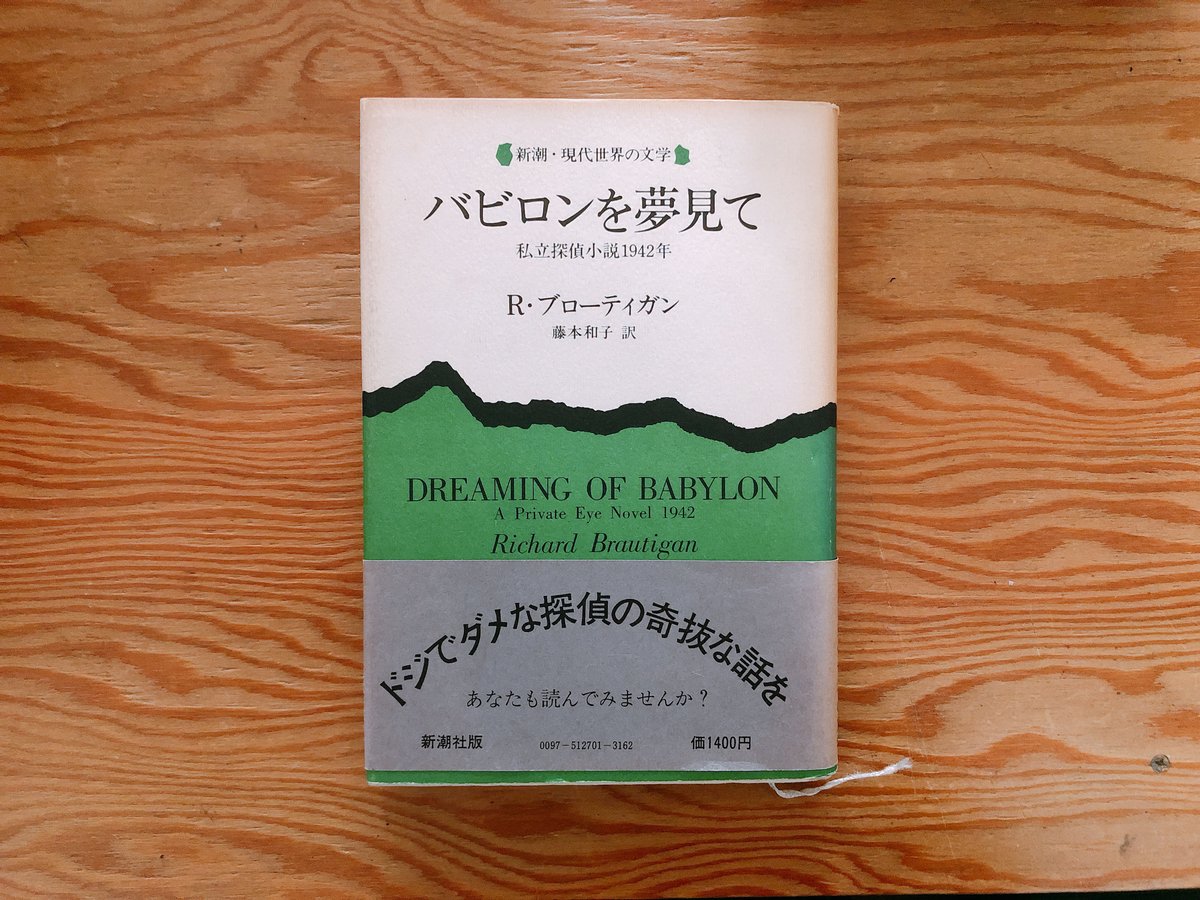 新潮・現代世界の文学
バビロンを夢見て
私立探偵小説1942年
R・ブローティガン
藤本和子 訳
DREAMING OF BABYLON
A Private Eye Novel 1942
Richard Brautigan
ドジでダメな探偵の奇抜な話を
あなたも読んでみませんか?
新潮社版
0097-512701-3162
価1400円